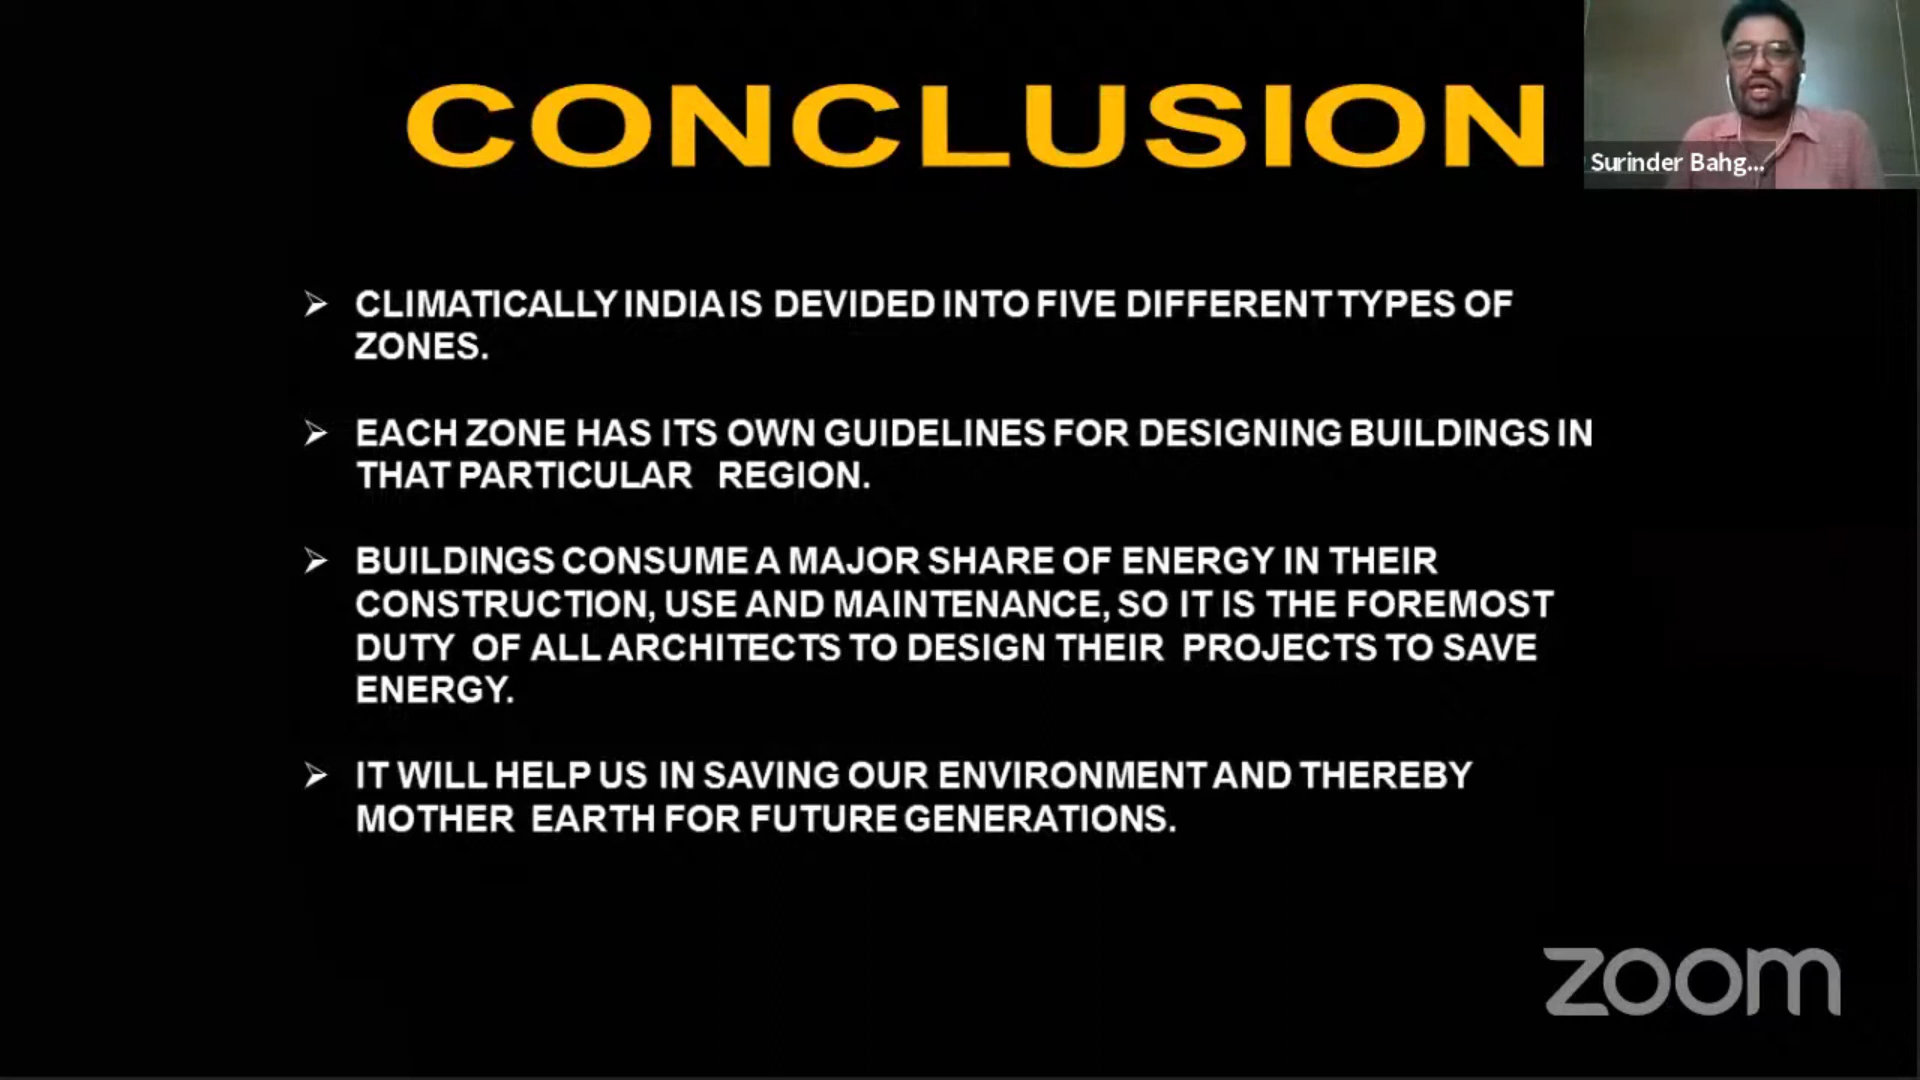 CONCLUSION
Surinder Bahg...
➢ CLIMATICALLY INDIA IS DEVIDED INTO FIVE DIFFERENT TYPES OF
ZONES.
➢ EACH ZONE HAS ITS OWN GUIDELINES FOR DESIGNING BUILDINGS IN
THAT PARTICULAR REGION.
➢ BUILDINGS CONSUME A MAJOR SHARE OF ENERGY IN THEIR
CONSTRUCTION, USE AND MAINTENANCE, SO IT IS THE FOREMOST
DUTY OF ALL ARCHITECTS TO DESIGN THEIR PROJECTS TO SAVE
ENERGY.
➢ IT WILL HELP US IN SAVING OUR ENVIRONMENT AND THEREBY
MOTHER EARTH FOR FUTURE GENERATIONS.
zoom